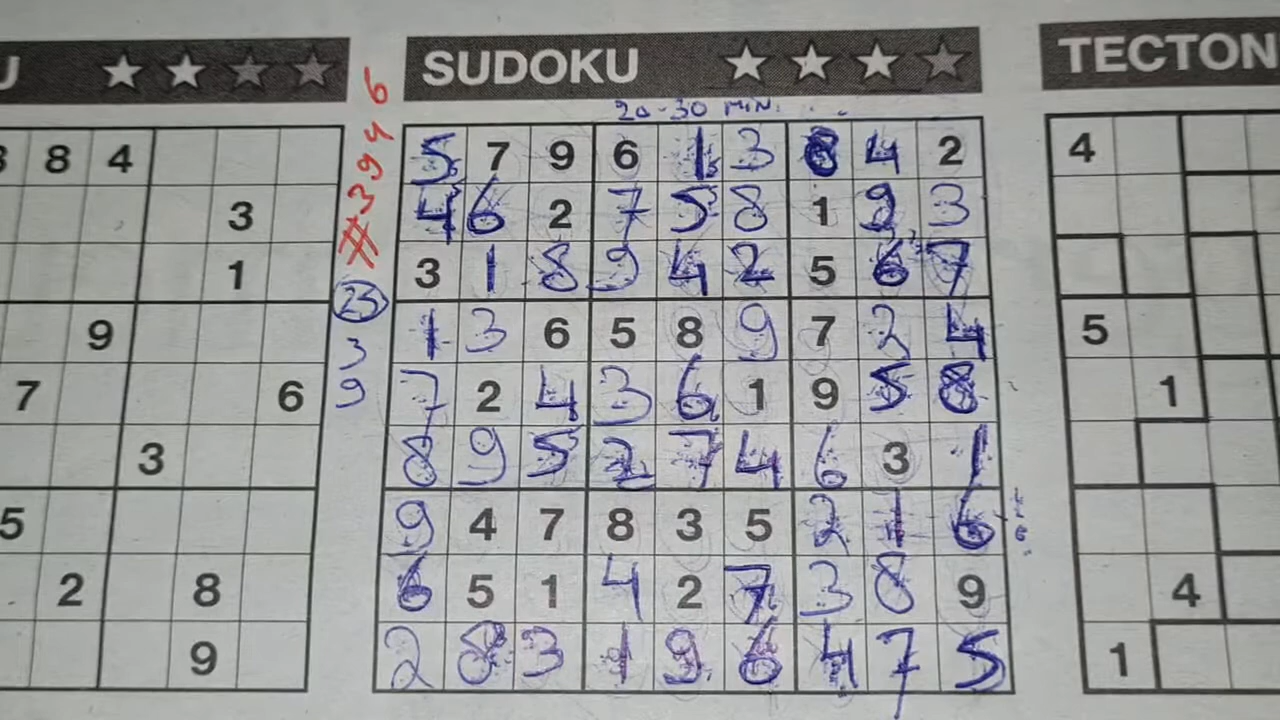 U
SUDOKU
TECTON
#3946
20-30 MIN.
8 4
3
1
9
7 6
3
5
2 8
9
23
3
9
5 7 9 6 1 3 8 4 2
4 6 2 7 5 8 1 9 3
3 1 8 9 4 2 5 6 7
1 3 6 5 8 9 7 2 4
7 2 4 3 6 1 9 5 8
8 9 5 2 7 4 6 3 1
9 4 7 8 3 5 2 1 6
6 5 1 4 2 7 3 8 9
2 8 3 1 9 6 4 7 5
4
5
1
4
1